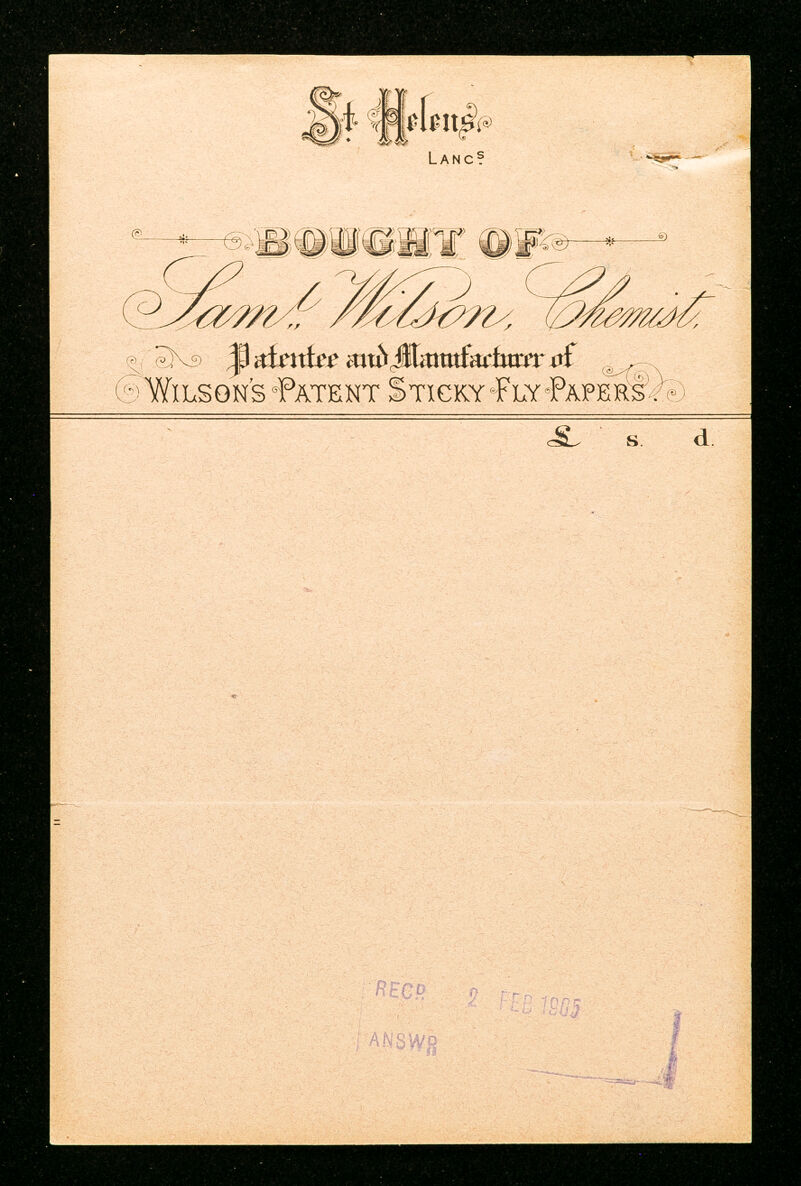 St. Helens.
Lancs.
BOUGHT OF
Saml. Wilson, Chemist,
Patentee and Manufacturer of
WILSON'S PATENT STICKY FLY PAPERS.
£ s. d.
RECD 2 FEB 1905
ANSWD